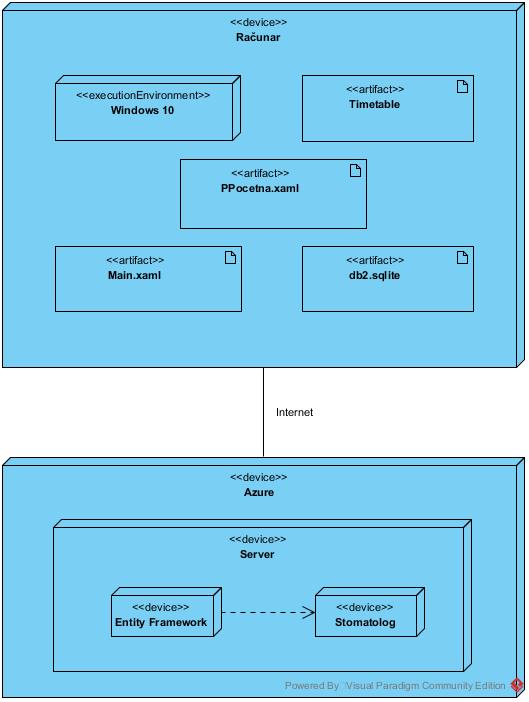 <<device>>
Računar
<<executionEnvironment>>
Windows 10
<<artifact>>
Timetable
<<artifact>>
PPocetna.xaml
<<artifact>>
Main.xaml
<<artifact>>
db2.sqlite
Internet
<<device>>
Azure
<<device>>
Server
<<device>>
Entity Framework
<<device>>
Stomatolog
Powered By Visual Paradigm Community Edition